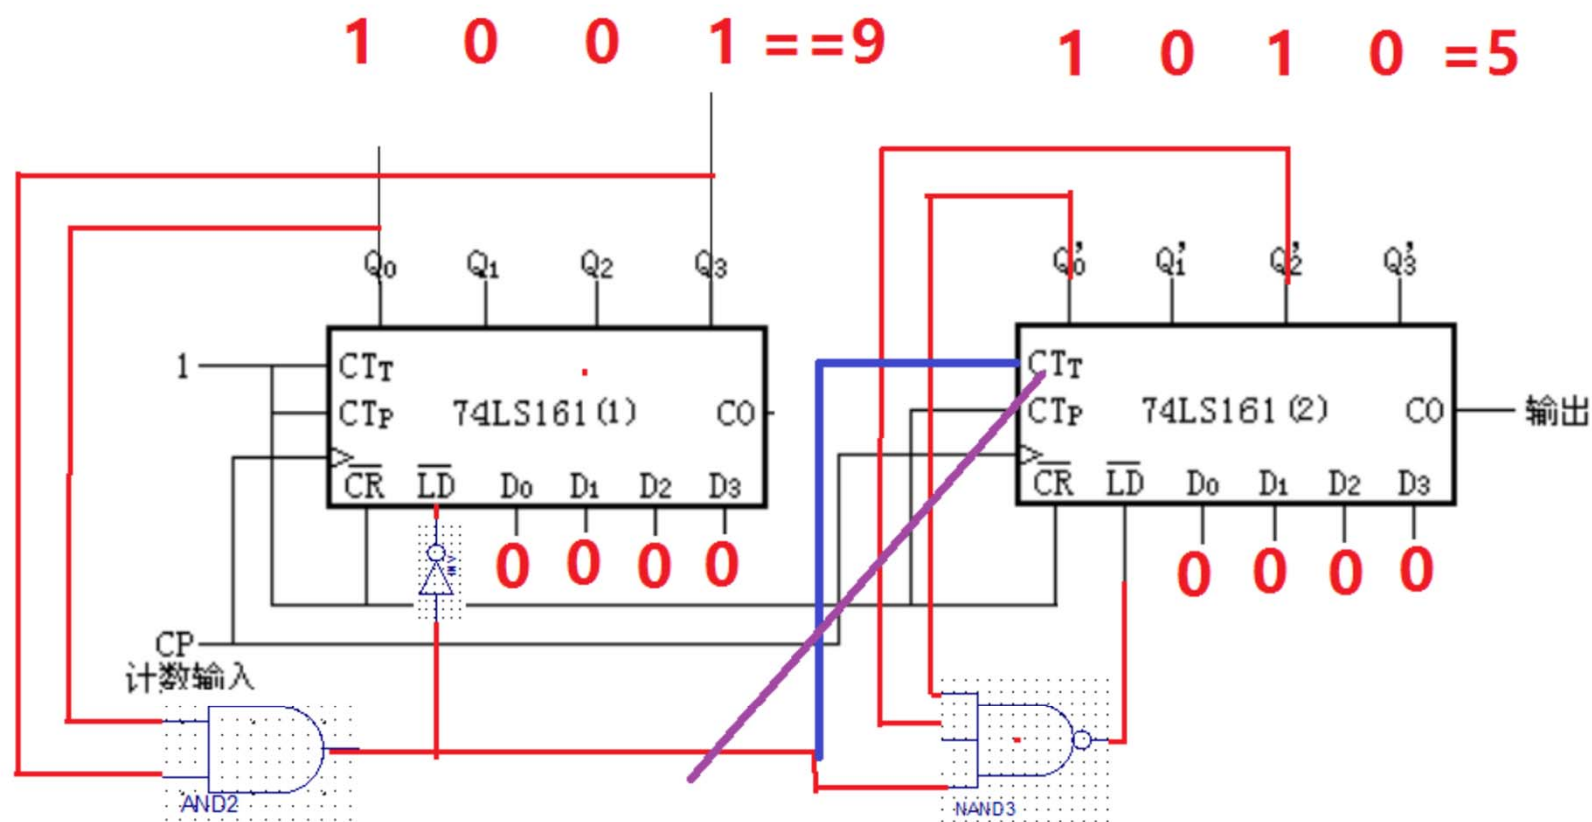 1 0 0 1 ==9
1 0 1 0 =5
Q0 Q1 Q2 Q3
Q0' Q1' Q2' Q3'
1
CTT
CTP
74LS161(1)
CO
CR LD D0 D1 D2 D3
0 0 0 0
CTT
CTP
74LS161(2)
CO
输出
CR LD D0 D1 D2 D3
0 0 0 0
CP
计数输入
AND2
NAND3